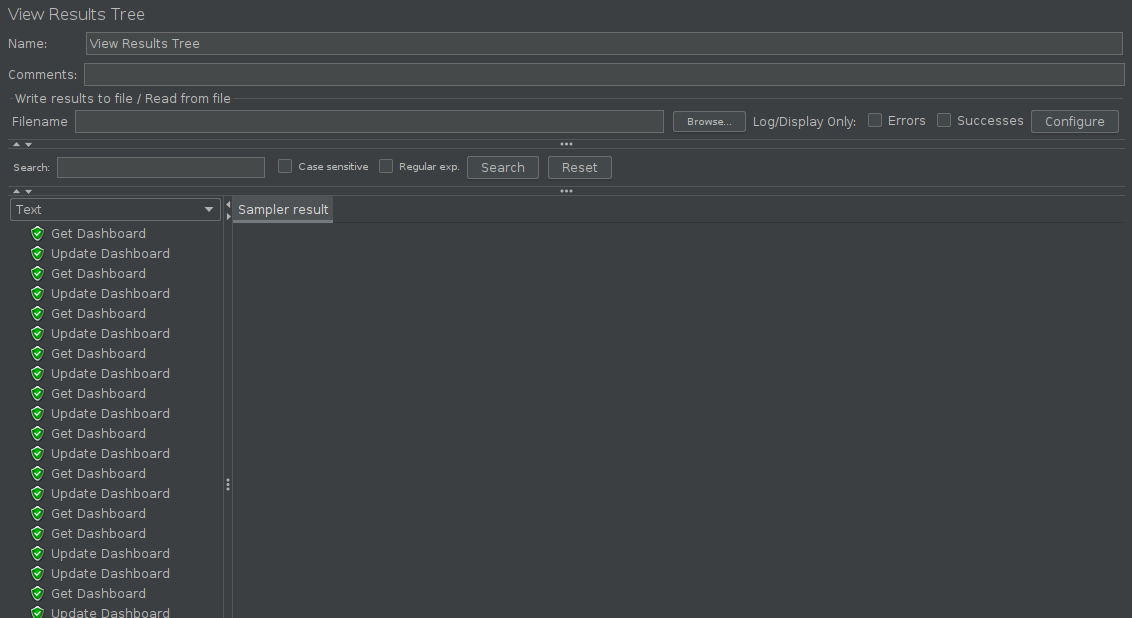 View Results Tree
Name: View Results Tree
Comments:
Write results to file / Read from file
Filename Browse... Log/Display Only: Errors Successes Configure
Search: Case sensitive Regular exp. Search Reset
Text Sampler result
Get Dashboard
Update Dashboard
Get Dashboard
Update Dashboard
Get Dashboard
Update Dashboard
Get Dashboard
Update Dashboard
Get Dashboard
Update Dashboard
Get Dashboard
Update Dashboard
Get Dashboard
Update Dashboard
Get Dashboard
Get Dashboard
Update Dashboard
Update Dashboard
Get Dashboard
Update Dashboard